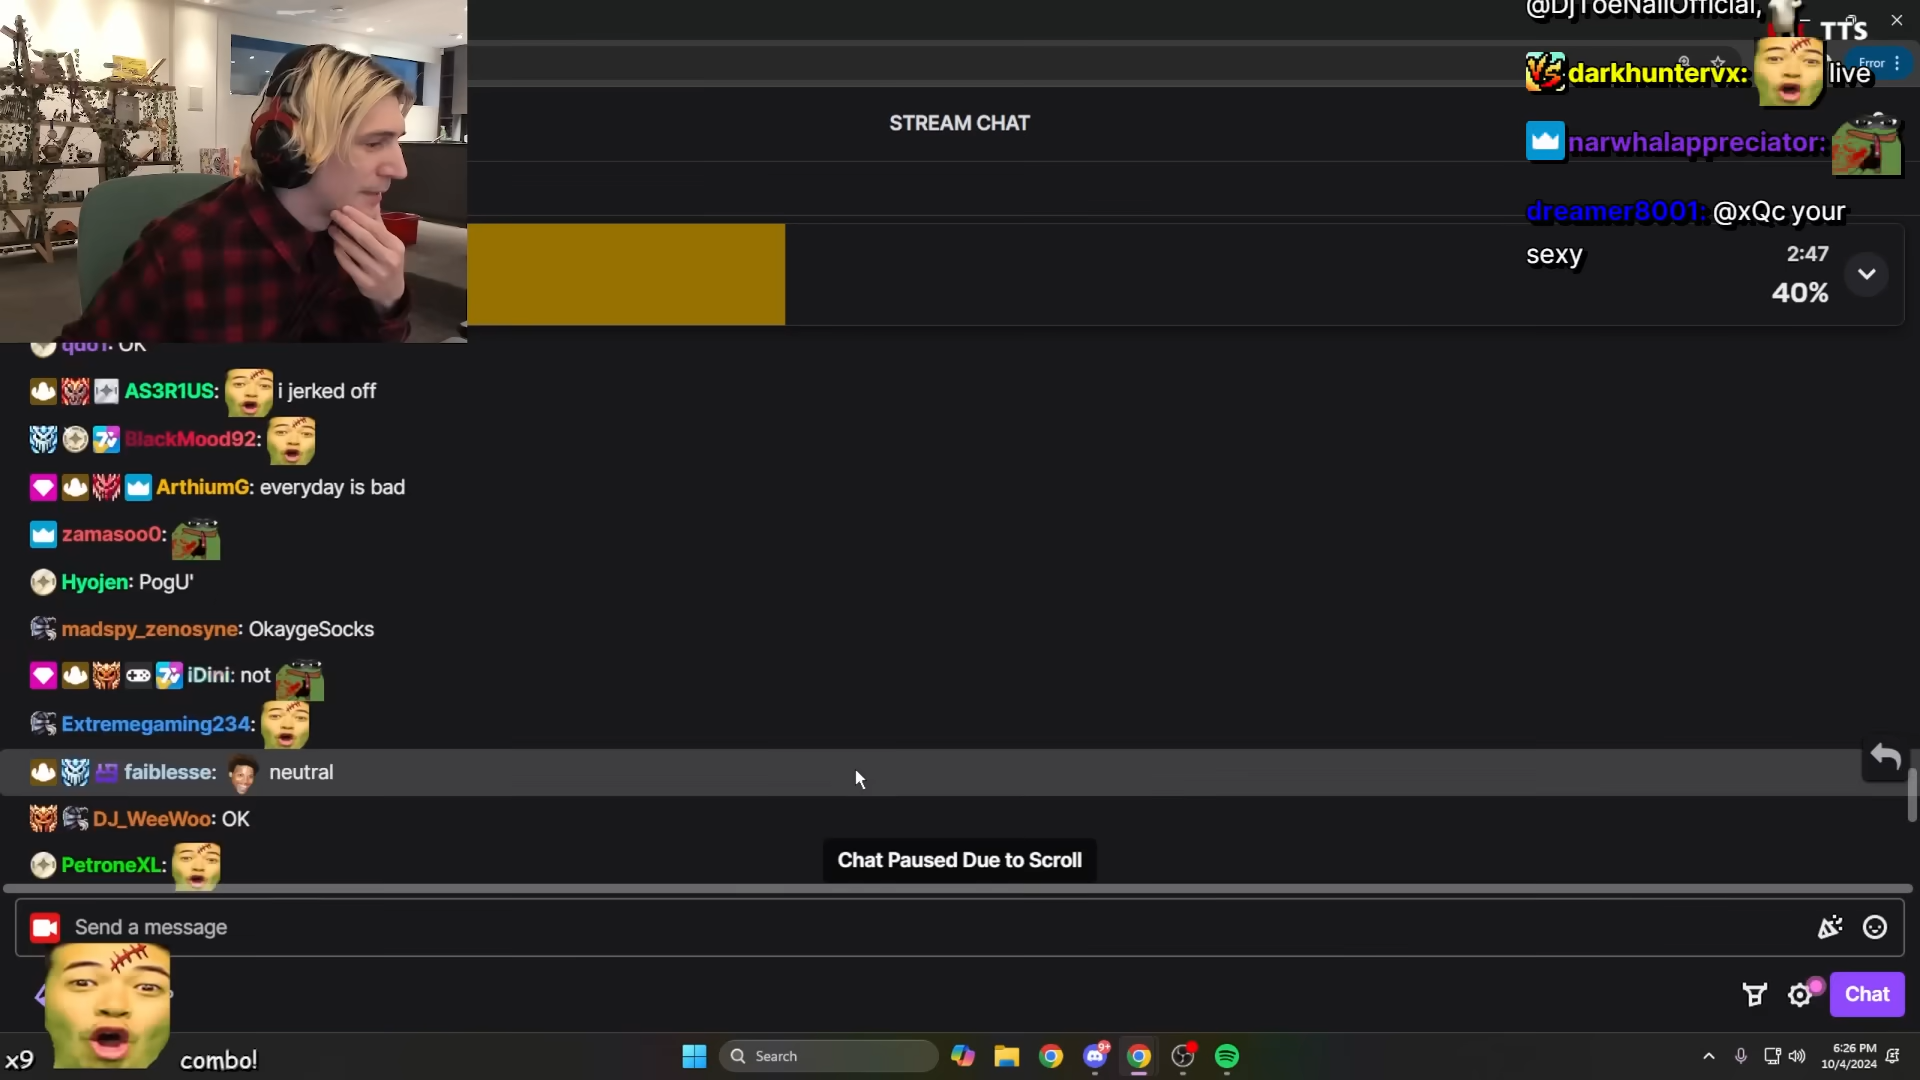 @DjToeNailOfficial,
TTS
Error
darkhuntervx: live
STREAM CHAT
narwhalappreciator:
dreamer8001: @xQc your
sexy
2:47
40%
qdo1: OK
AS3R1US: i jerked off
BlackMood92:
ArthiumG: everyday is bad
zamasoo0:
Hyojen: PogU'
madspy_zenosyne: OkaygeSocks
iDini: not
Extremegaming234:
faiblesse: neutral
DJ_WeeWoo: OK
PetroneXL:
Chat Paused Due to Scroll
Send a message
Chat
x9 combo!
Search
9+
6:26 PM
10/4/2024